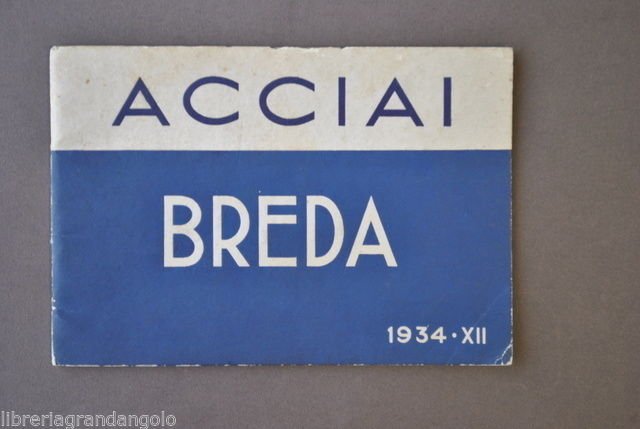 ACCIAI
BREDA
1934·XII
libreriagrandangolo